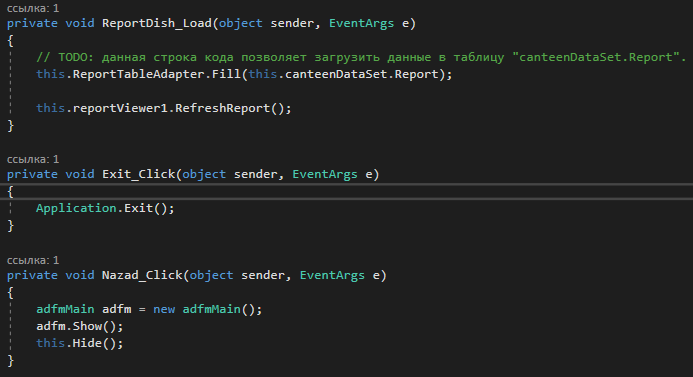 ссылка: 1
private void ReportDish_Load(object sender, EventArgs e)
{
// TODO: данная строка кода позволяет загрузить данные в таблицу "canteenDataSet.Report".
this.ReportTableAdapter.Fill(this.canteenDataSet.Report);
this.reportViewer1.RefreshReport();
}
ссылка: 1
private void Exit_Click(object sender, EventArgs e)
{
Application.Exit();
}
ссылка: 1
private void Nazad_Click(object sender, EventArgs e)
{
adfmMain adfm = new adfmMain();
adfm.Show();
this.Hide();
}